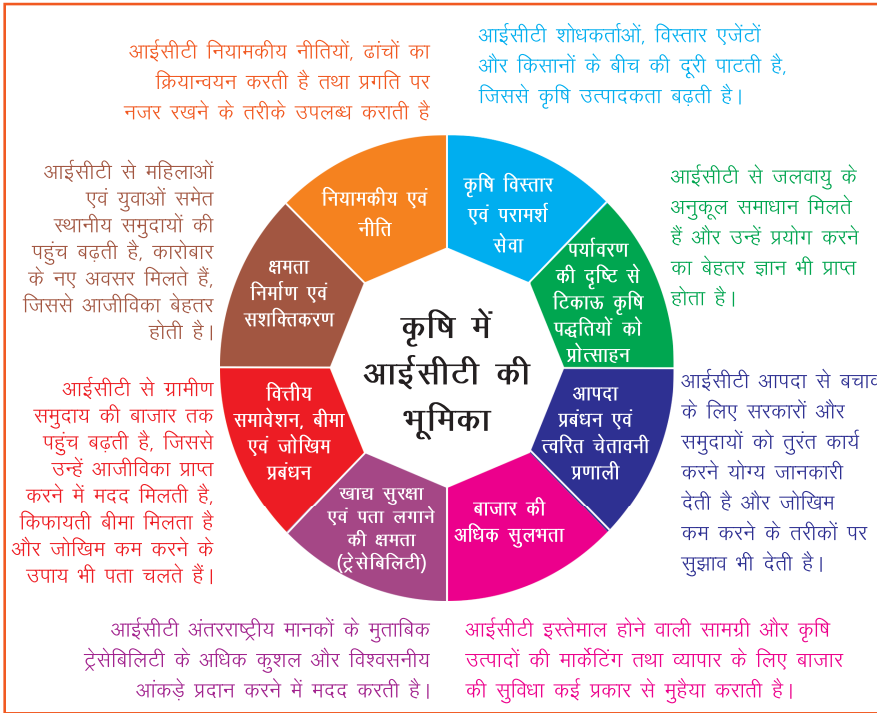 आईसीटी नियामकीय नीतियों, ढांचों का
क्रियान्वयन करती है तथा प्रगति पर
नजर रखने के तरीके उपलब्ध कराती है
आईसीटी शोधकर्ताओं, विस्तार एजेंटों
और किसानों के बीच की दूरी पाटती है,
जिससे कृषि उत्पादकता बढ़ती है।
आईसीटी से महिलाओं
एवं युवाओं समेत
स्थानीय समुदायों की
पहुंच बढ़ती है, कारोबार
के नए अवसर मिलते हैं,
जिससे आजीविका बेहतर
होती है।
नियामकीय एवं
नीति
कृषि विस्तार
एवं परामर्श
सेवा
आईसीटी से जलवायु के
अनुकूल समाधान मिलते
हैं और उन्हें प्रयोग करने
का बेहतर ज्ञान भी प्राप्त
होता है।
क्षमता
निर्माण एवं
सशक्तिकरण
पर्यावरण
की दृष्टि से
टिकाऊ कृषि
पद्धतियों को
प्रोत्साहन
कृषि में
आईसीटी की
भूमिका
आईसीटी से ग्रामीण
समुदाय की बाजार तक
पहुंच बढ़ती है, जिससे
उन्हें आजीविका प्राप्त
करने में मदद मिलती है,
किफायती बीमा मिलता है
और जोखिम कम करने के
उपाय भी पता चलते हैं।
वित्तीय
समावेशन, बीमा
एवं जोखिम
प्रबंधन
आपदा
प्रबंधन एवं
त्वरित चेतावनी
प्रणाली
आईसीटी आपदा से बचाव
के लिए सरकारों और
समुदायों को तुरंत कार्य
करने योग्य जानकारी
देती है और जोखिम
कम करने के तरीकों पर
सुझाव भी देती है।
खाद्य सुरक्षा
एवं पता लगाने
की क्षमता
(ट्रेसेबिलिटी)
बाजार की
अधिक सुलभता
आईसीटी अंतरराष्ट्रीय मानकों के मुताबिक
ट्रेसेबिलिटी के अधिक कुशल और विश्वसनीय
आंकड़े प्रदान करने में मदद करती है।
आईसीटी इस्तेमाल होने वाली सामग्री और कृषि
उत्पादों की मार्केटिंग तथा व्यापार के लिए बाजार
की सुविधा कई प्रकार से मुहैया कराती है।